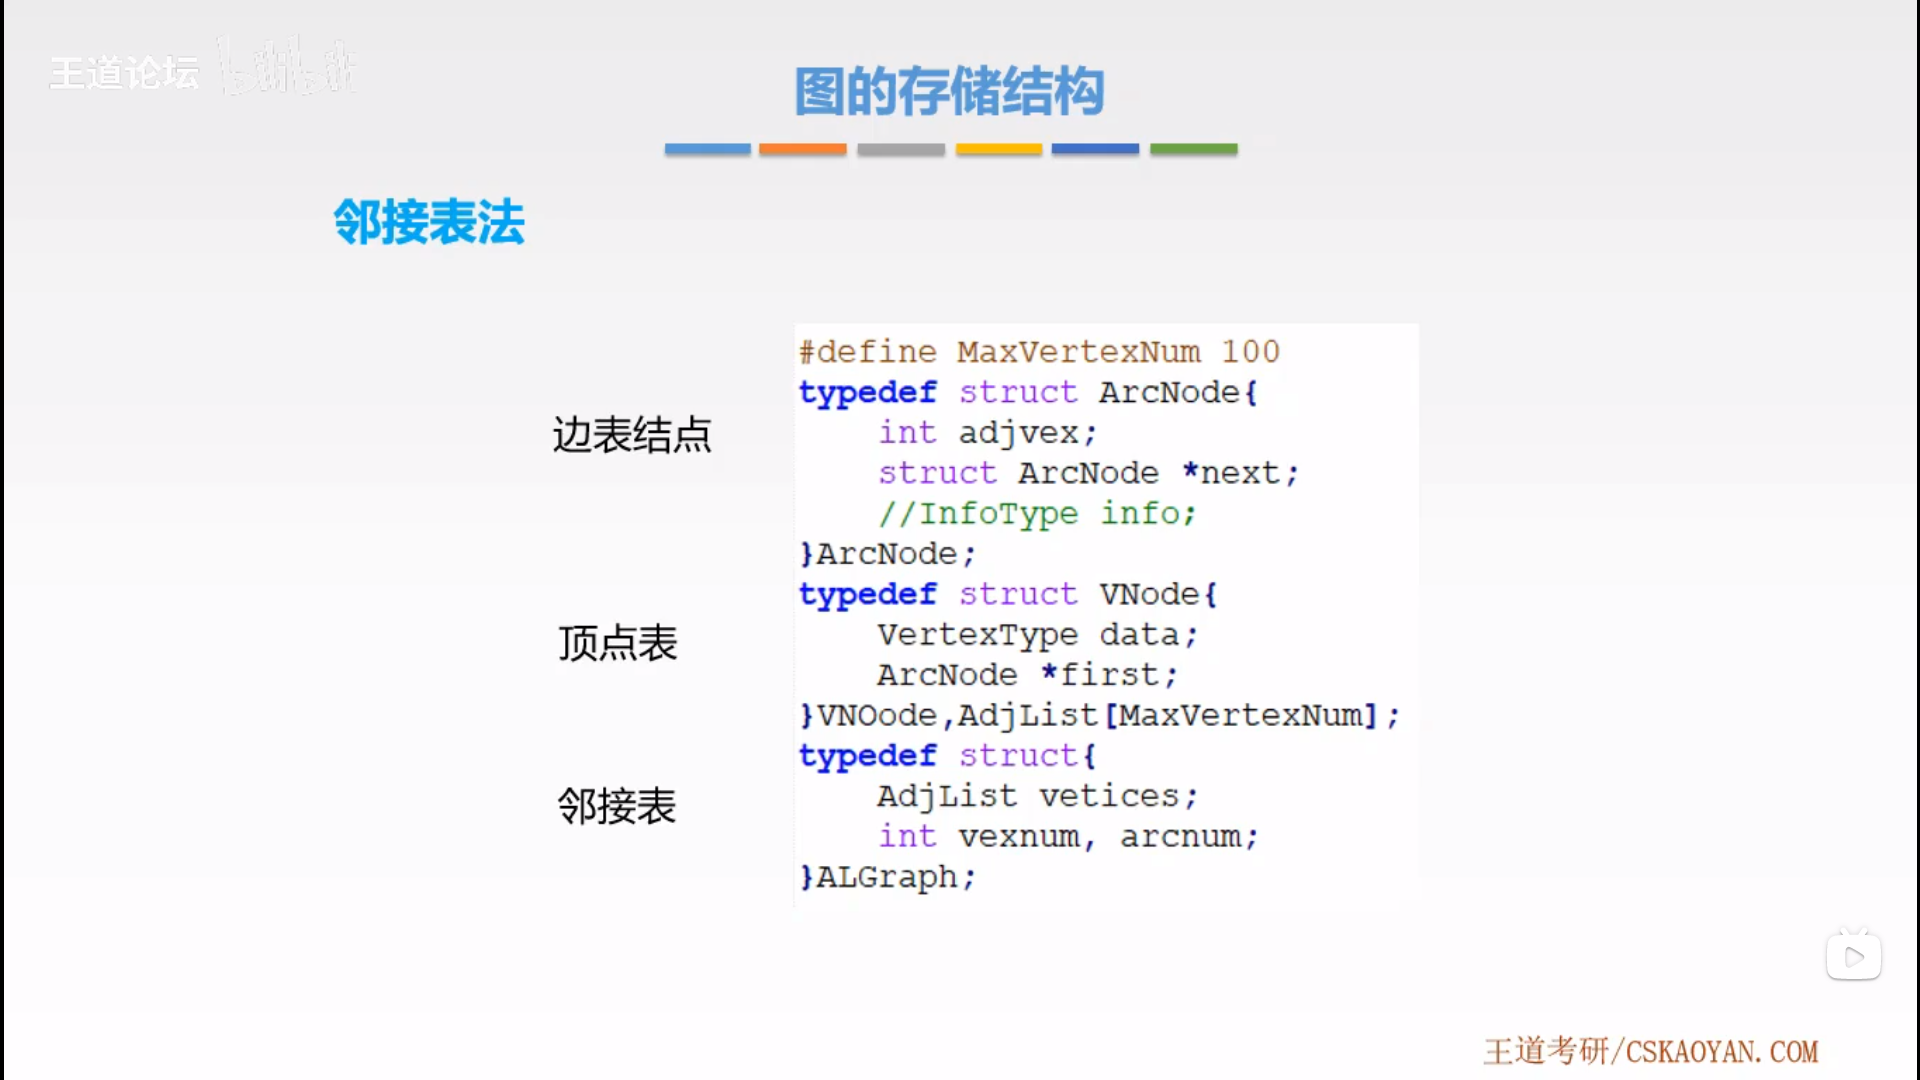 王道论坛 bilibili
图的存储结构
邻接表法
#define MaxVertexNum 100
typedef struct ArcNode{
int adjvex;
边表结点
struct ArcNode *next;
//InfoType info;
}ArcNode;
typedef struct VNode{
VertexType data;
顶点表
ArcNode *first;
}VNOode,AdjList[MaxVertexNum];
typedef struct{
AdjList vetices;
邻接表
int vexnum, arcnum;
}ALGraph;
王道考研/CSKAOYAN.COM